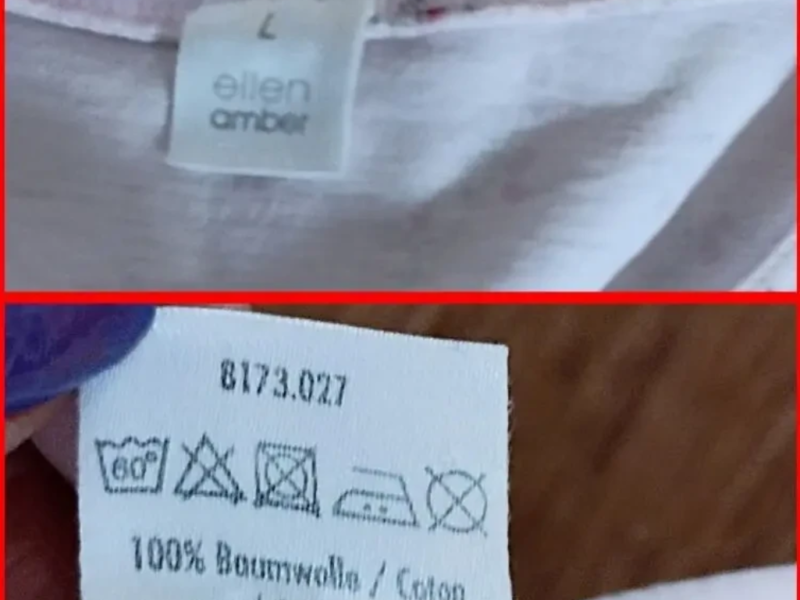 L
ellen
amber
8173.027
60°
100% Baumwolle / Coton